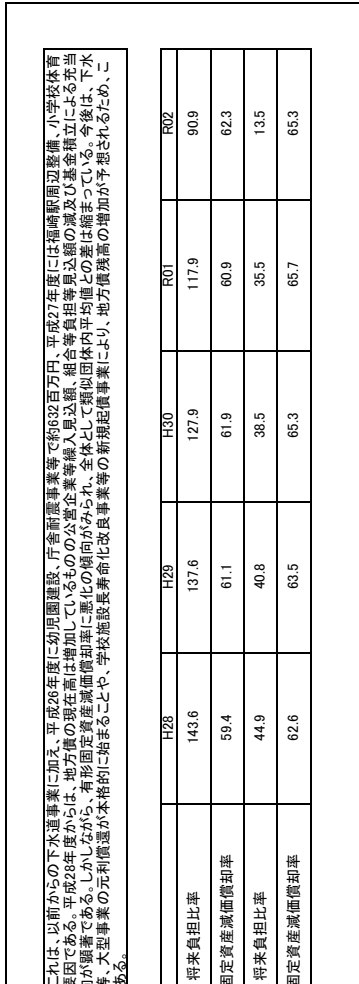 これは、以前からの下水道事業に加え、平成26年度に幼児園建設、庁舎耐震事業等で約632百万円、平成27年度には福崎駅周辺整備、小学校体育
要因である。平成28年度からは、地方債の現在高は増加しているものの公営企業等繰入見込額、組合等負担等見込額の減及び基金積立による充当
が顕著である。しかしながら、有形固定資産減価償却率に悪化の傾向がみられ、全体として類似団体内平均値との差は縮まっている。今後は、下水
等、大型事業の元利償還が本格的に始まることや、学校施設長寿命化改良事業等の新規起債事業により、地方債残高の増加が予想されるため、こ
ある。
H28 H29 H30 R01 R02
将来負担比率 143.6 137.6 127.9 117.9 90.9
固定資産減価償却率 59.4 61.1 61.9 60.9 62.3
将来負担比率 44.9 40.8 38.5 35.5 13.5
固定資産減価償却率 62.6 63.5 65.3 65.7 65.3